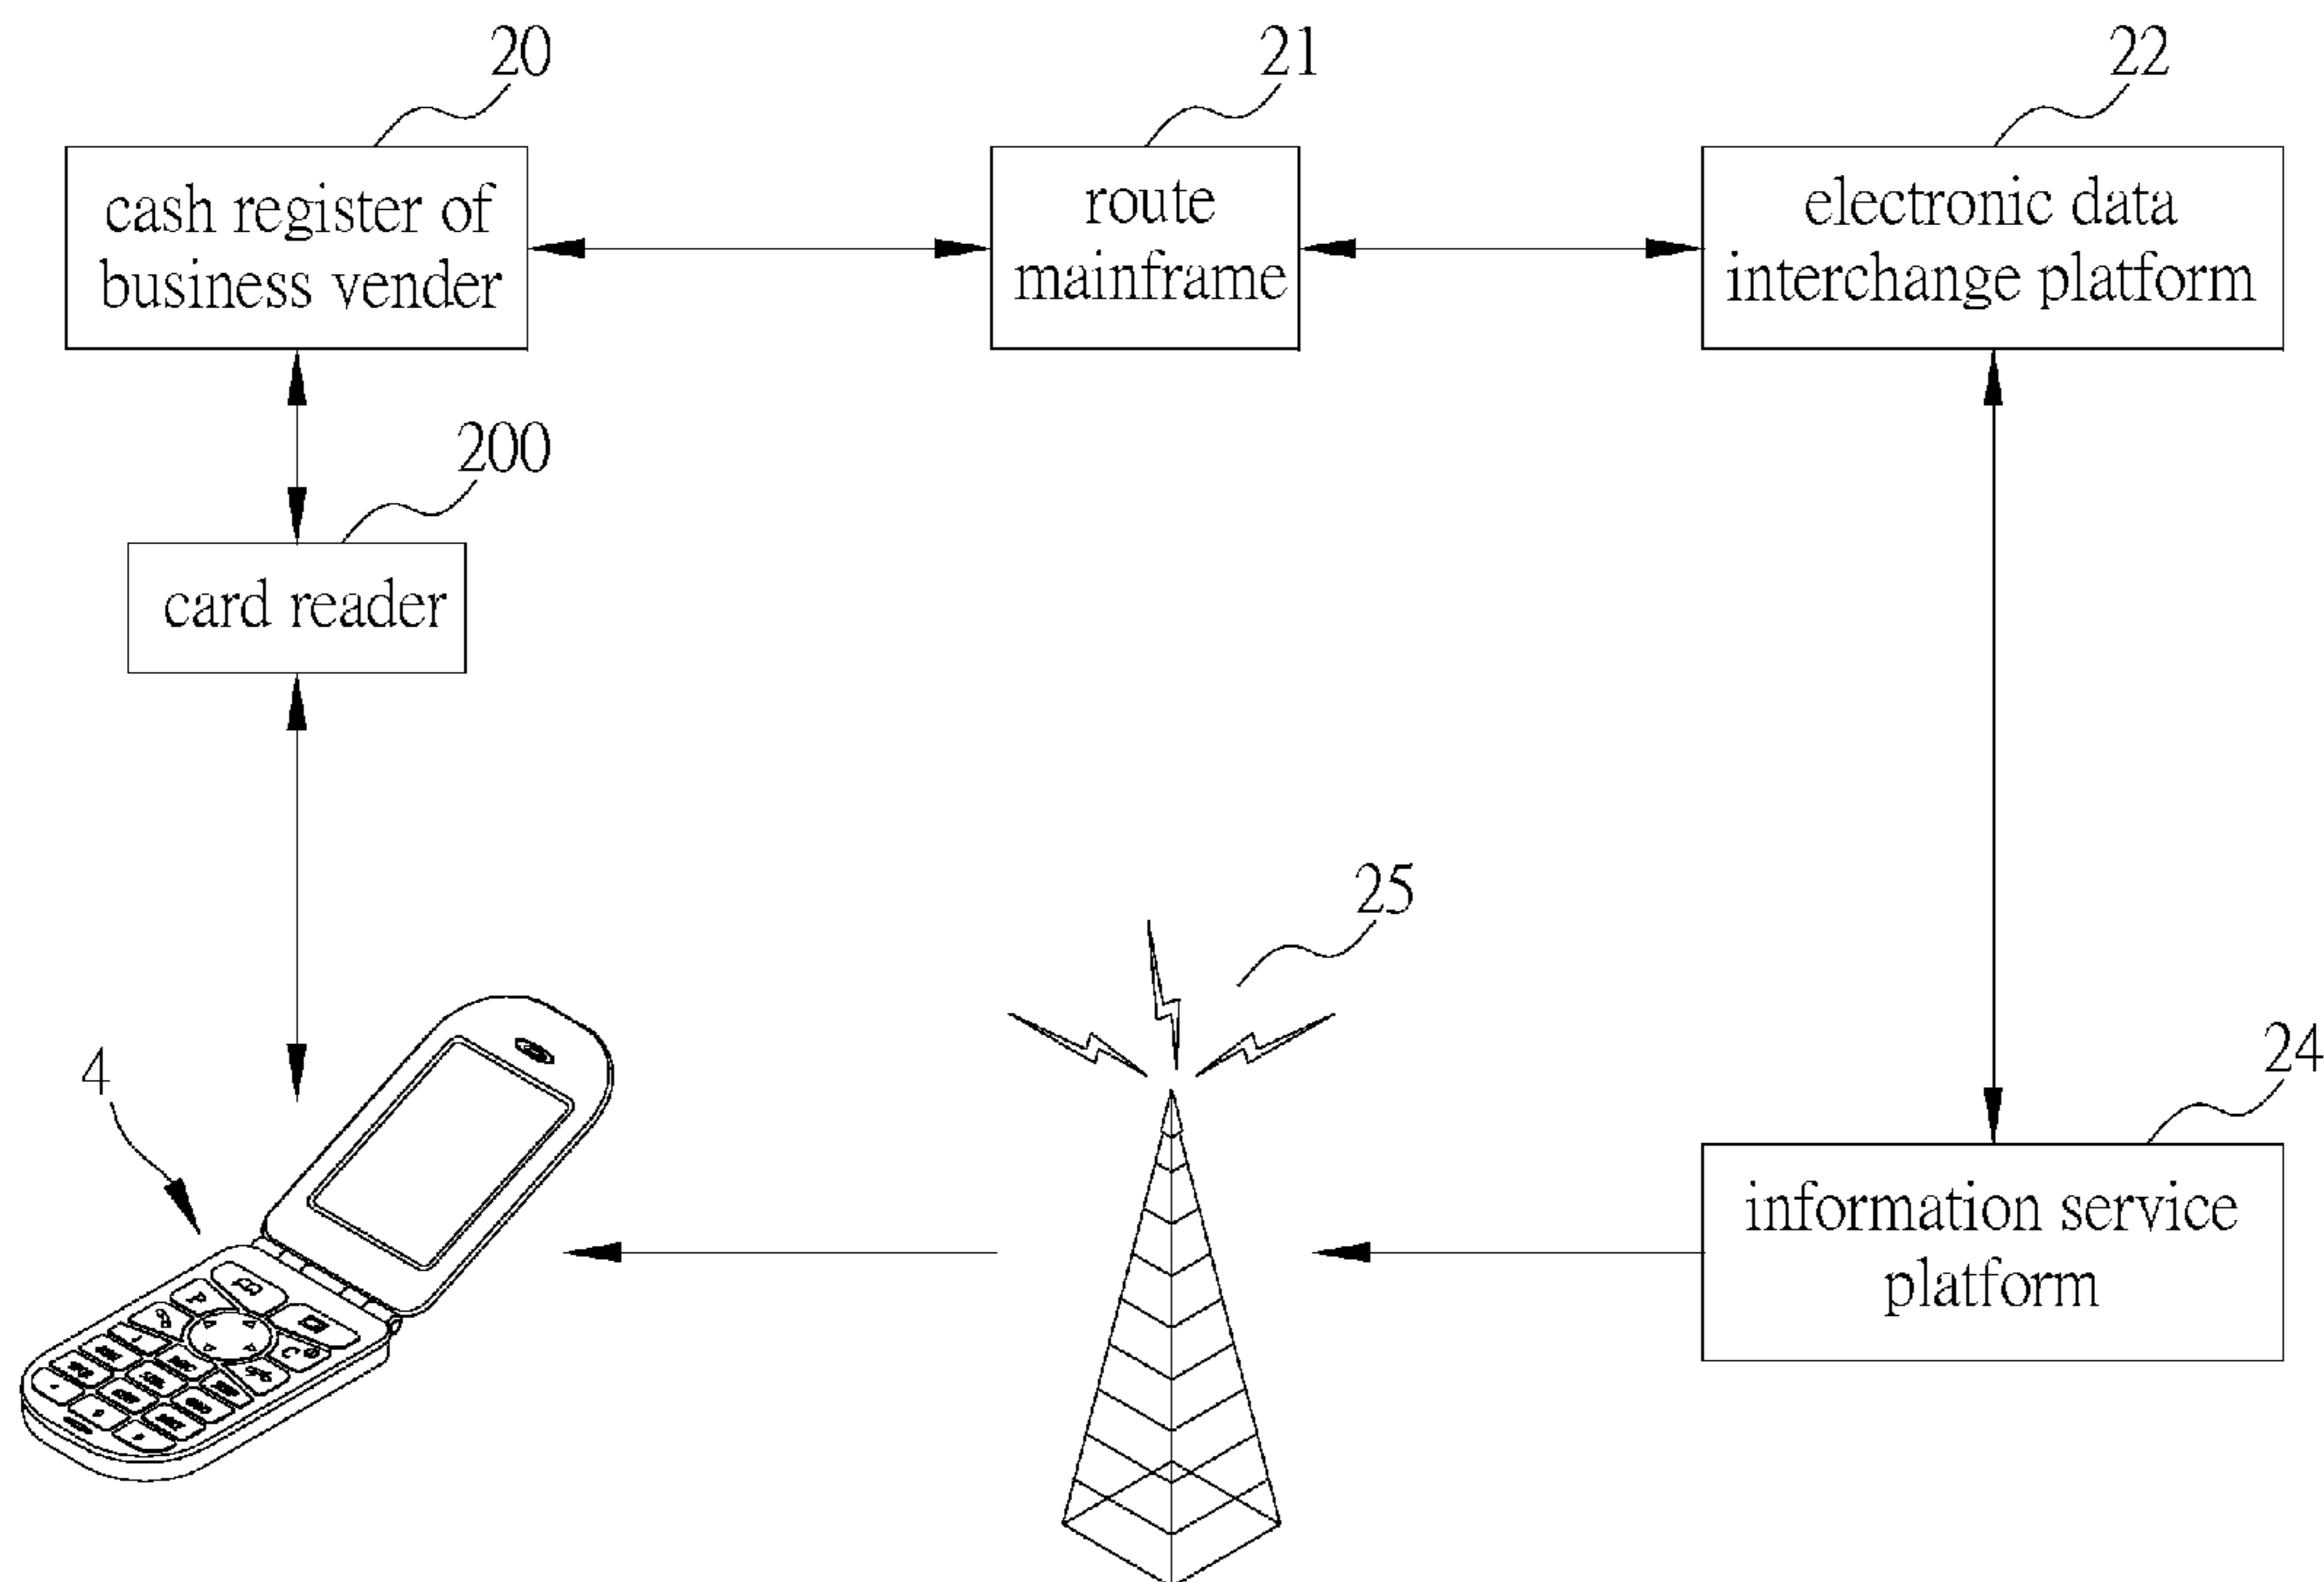 20
21
22
cash register of
business vender
route
mainframe
electronic data
interchange platform
200
card reader
25
4
24
information service
platform